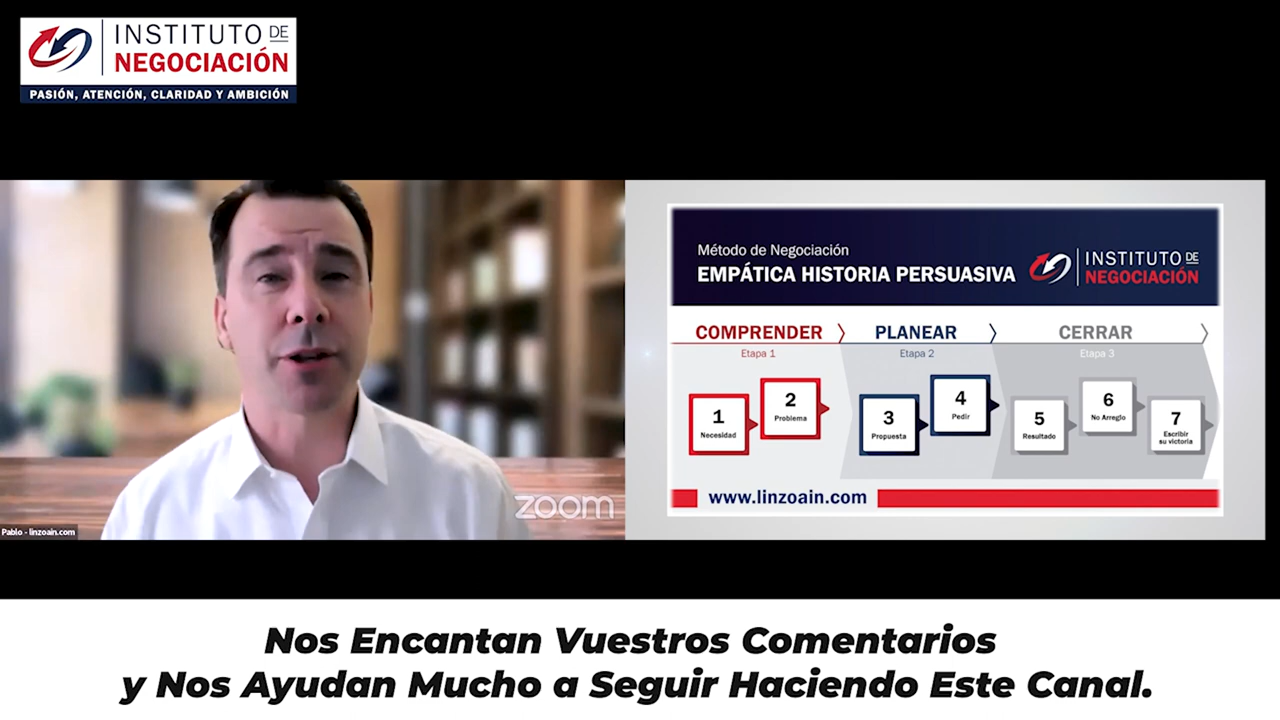 INSTITUTO DE
NEGOCIACIÓN
PASIÓN, ATENCIÓN, CLARIDAD Y AMBICIÓN
zoom
Pablo - linzoain.com
Método de Negociación
EMPÁTICA HISTORIA PERSUASIVA
INSTITUTO DE
NEGOCIACIÓN
COMPRENDER
PLANEAR
CERRAR
Etapa 1
Etapa 2
Etapa 3
1
Necesidad
2
Problema
3
Propuesta
4
Pedir
5
Resultado
6
No Arreglo
7
Escribir
su victoria
www.linzoain.com
Nos Encantan Vuestros Comentarios
y Nos Ayudan Mucho a Seguir Haciendo Este Canal.